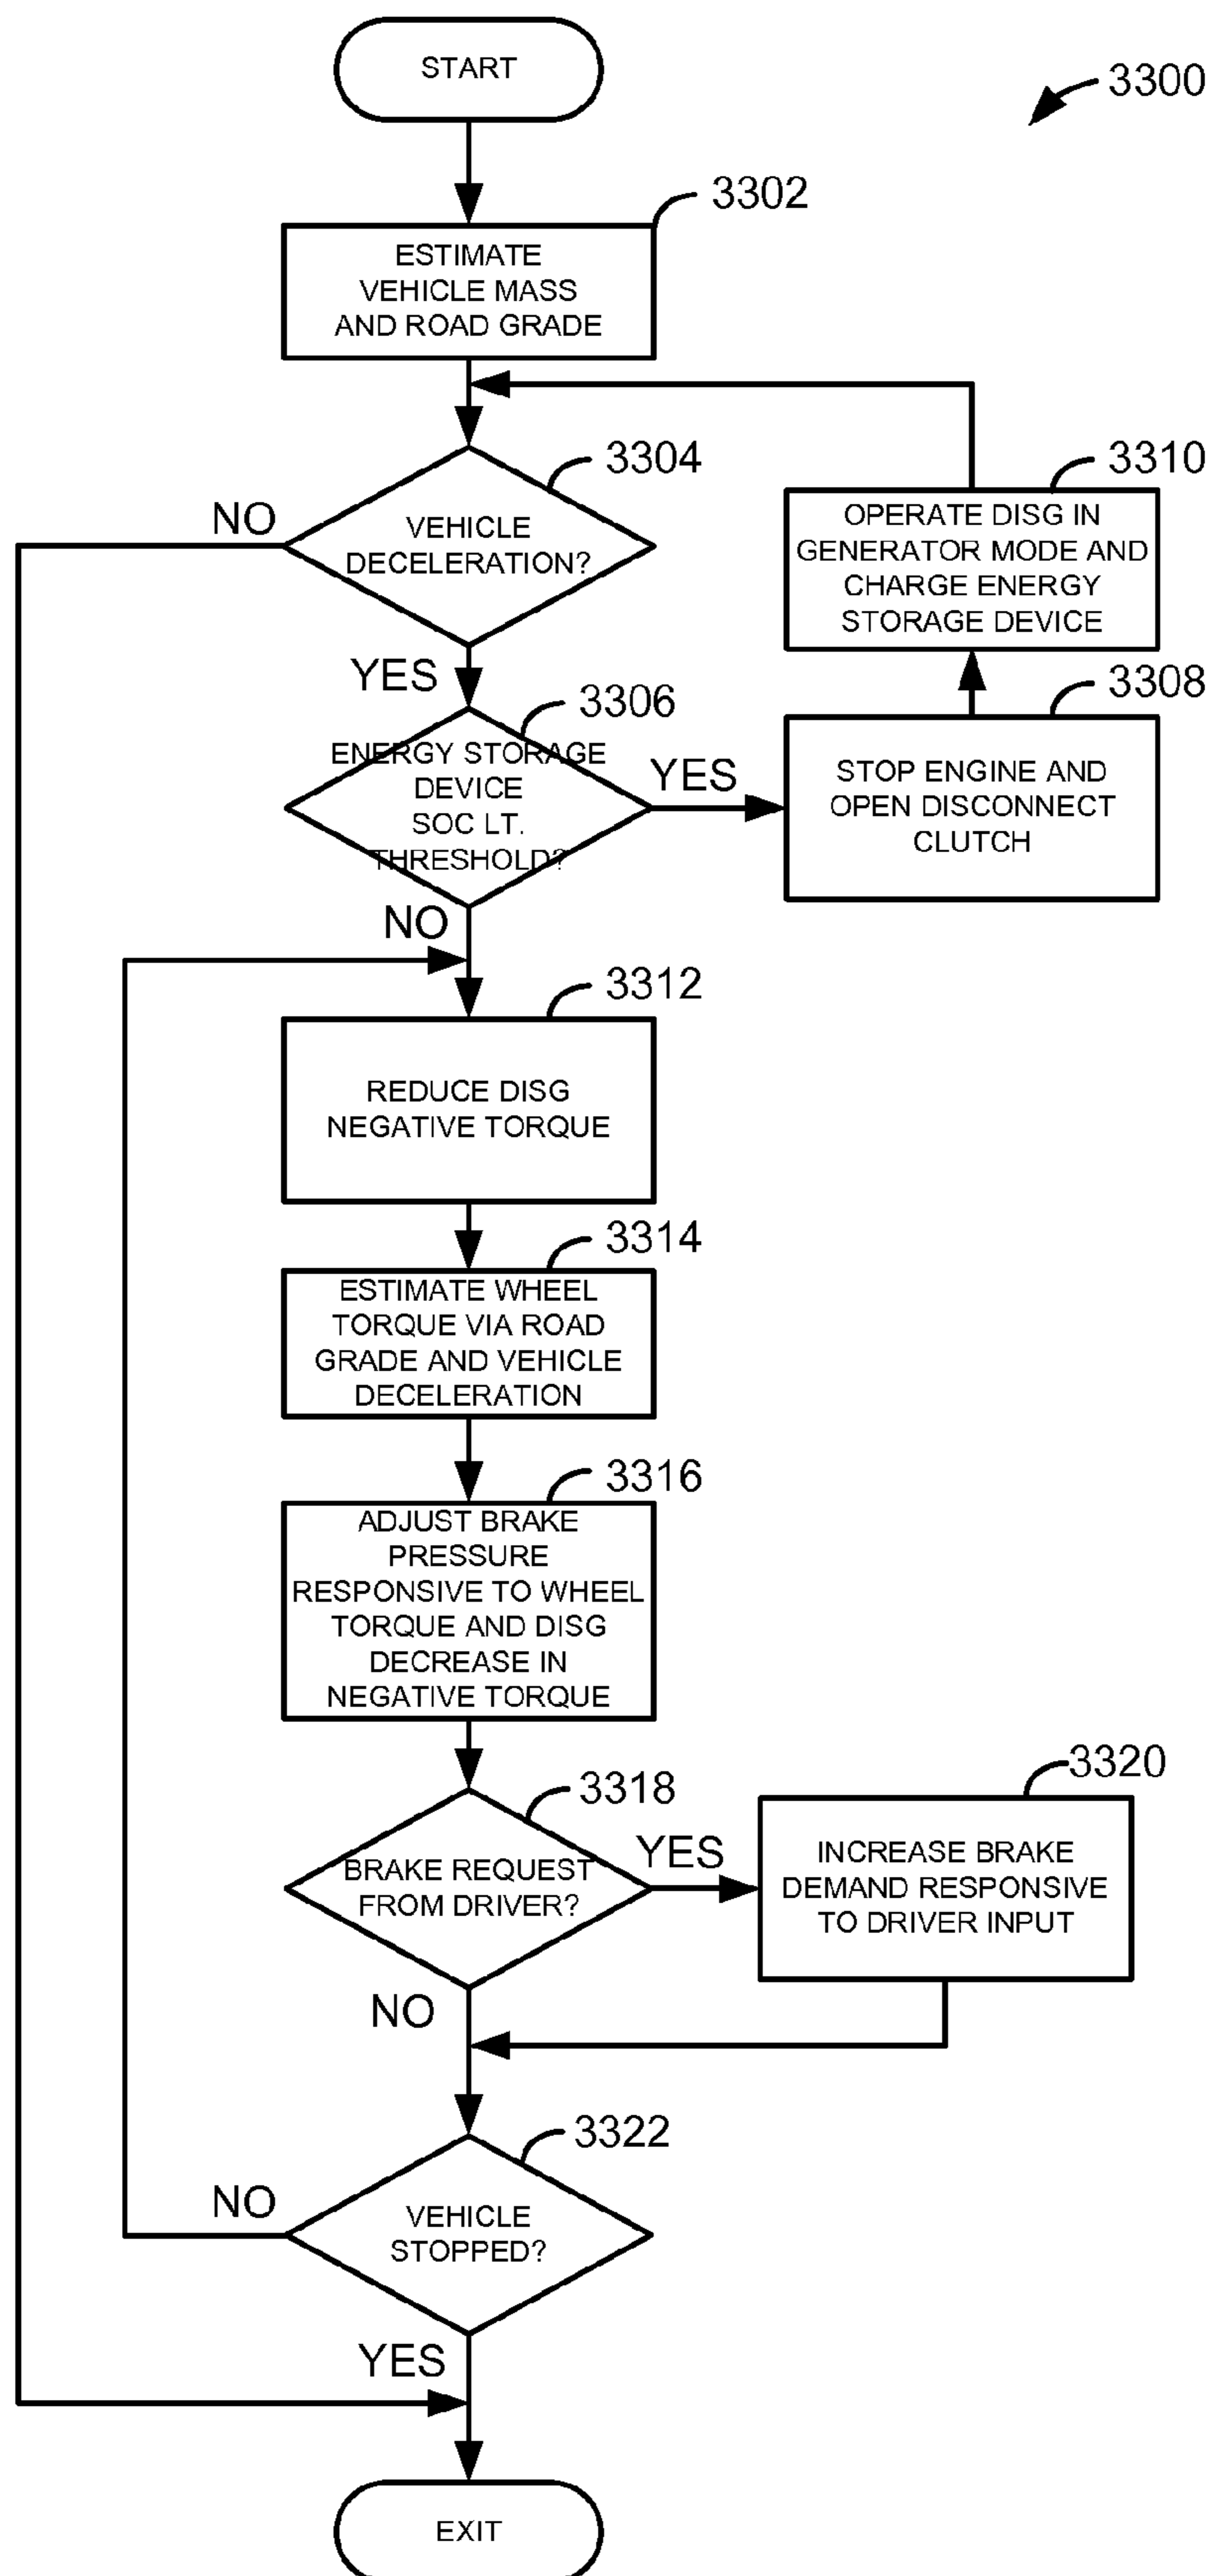 START
3300
3302
ESTIMATE
VEHICLE MASS
AND ROAD GRADE
3304
NO
VEHICLE
DECELERATION?
3310
OPERATE DISG IN
GENERATOR MODE AND
CHARGE ENERGY
STORAGE DEVICE
YES
3306
ENERGY STORAGE
DEVICE
SOC LT.
THRESHOLD?
YES
3308
STOP ENGINE AND
OPEN DISCONNECT
CLUTCH
NO
3312
REDUCE DISG
NEGATIVE TORQUE
3314
ESTIMATE WHEEL
TORQUE VIA ROAD
GRADE AND VEHICLE
DECELERATION
3316
ADJUST BRAKE
PRESSURE
RESPONSIVE TO WHEEL
TORQUE AND DISG
DECREASE IN
NEGATIVE TORQUE
3318
BRAKE REQUEST
FROM DRIVER?
YES
3320
INCREASE BRAKE
DEMAND RESPONSIVE
TO DRIVER INPUT
NO
3322
NO
VEHICLE
STOPPED?
YES
EXIT